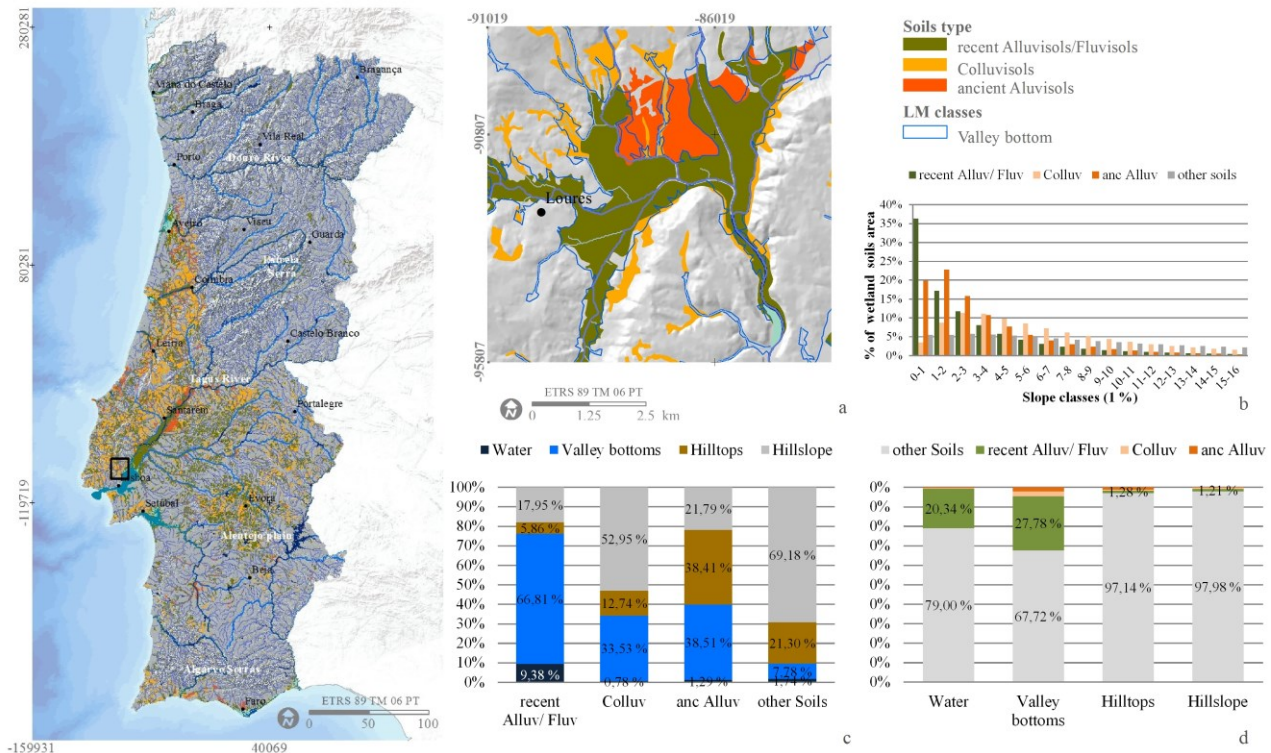 280281
80281
-119719
-159931
40069
Viana do Castelo
Braga
Bragança
Vila Real
Porto
Douro River
Aveiro
Viseu
Guarda
Estrela
Serra
Coimbra
Castelo Branco
Leiria
Tagus River
Santarém
Portalegre
Lisboa
Setúbal
Évora
Alentejo plain
Beja
Algarve Serras
Faro
ETRS 89 TM 06 PT
0 50 100
-91019
-86019
-90807
-95807
Loures
ETRS 89 TM 06 PT
0 1.25 2.5 km
a
Soils type
recent Alluvisols/Fluvisols
Colluvisols
ancient Aluvisols
LM classes
Valley bottom
recent Alluv/ Fluv Colluv anc Alluv other soils
% of wetland soils area
40%
35%
30%
25%
20%
15%
10%
5%
0%
0-1 1-2 2-3 3-4 4-5 5-6 6-7 7-8 8-9 9-10 10-11 11-12 12-13 13-14 14-15 15-16
Slope classes (1 %)
b
Water Valley bottoms Hilltops Hillslope
100%
90%
80%
70%
60%
50%
40%
30%
20%
10%
0%
17,95 %
5,86 %
66,81 %
9,38 %
52,95 %
12,74 %
33,53 %
0,78 %
21,79 %
38,41 %
38,51 %
1,29 %
69,18 %
21,30 %
7,78 %
recent Colluv anc Alluv other Soils
Alluv/ Fluv
c
other Soils recent Alluv/ Fluv Colluv anc Alluv
0%
0%
0%
0%
0%
0%
0%
0%
0%
0%
0%
20,34 %
79,00 %
27,78 %
67,72 %
1,28 %
97,14 %
1,21 %
97,98 %
Water Valley Hilltops Hillslope
bottoms
d